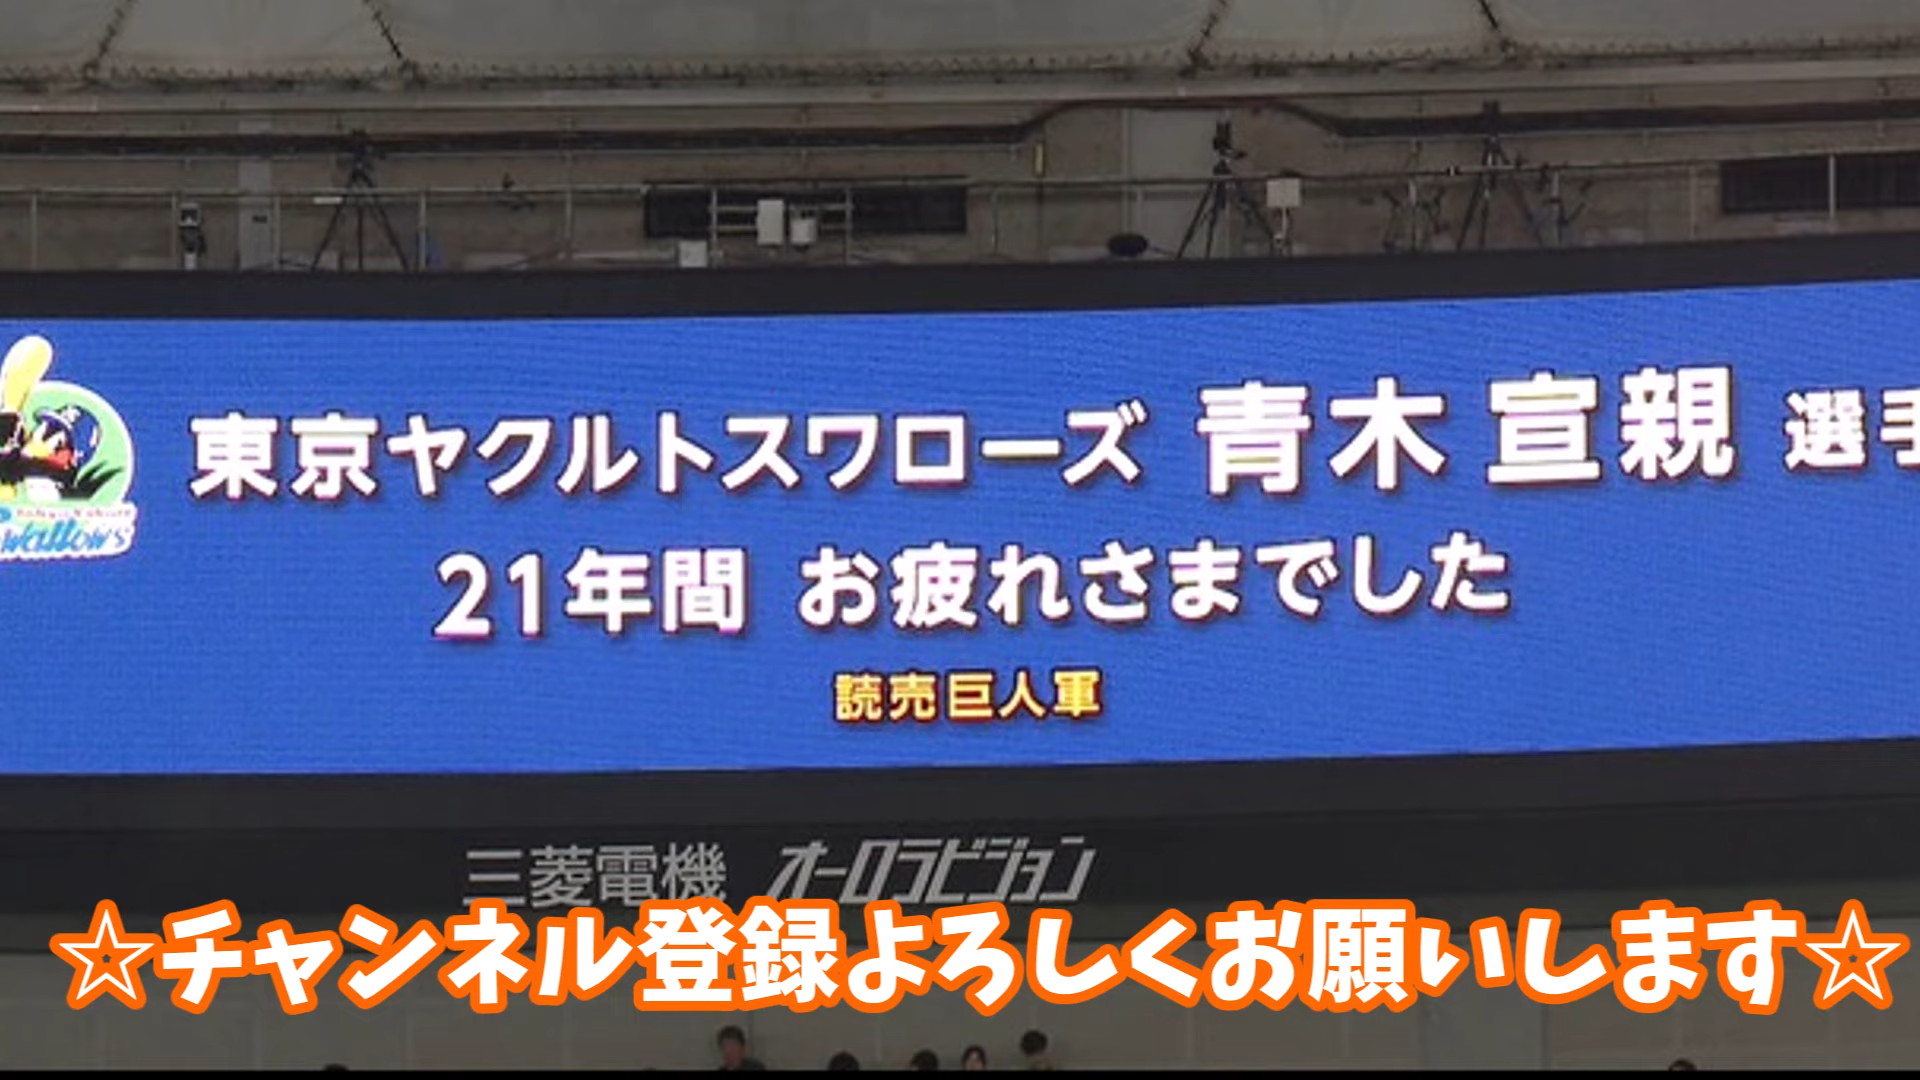 東京ヤクルトスワローズ 青木 宣親 選手
21年間 お疲れさまでした
読売巨人軍
三菱電機 オーロラビジョン
☆チャンネル登録よろしくお願いします☆